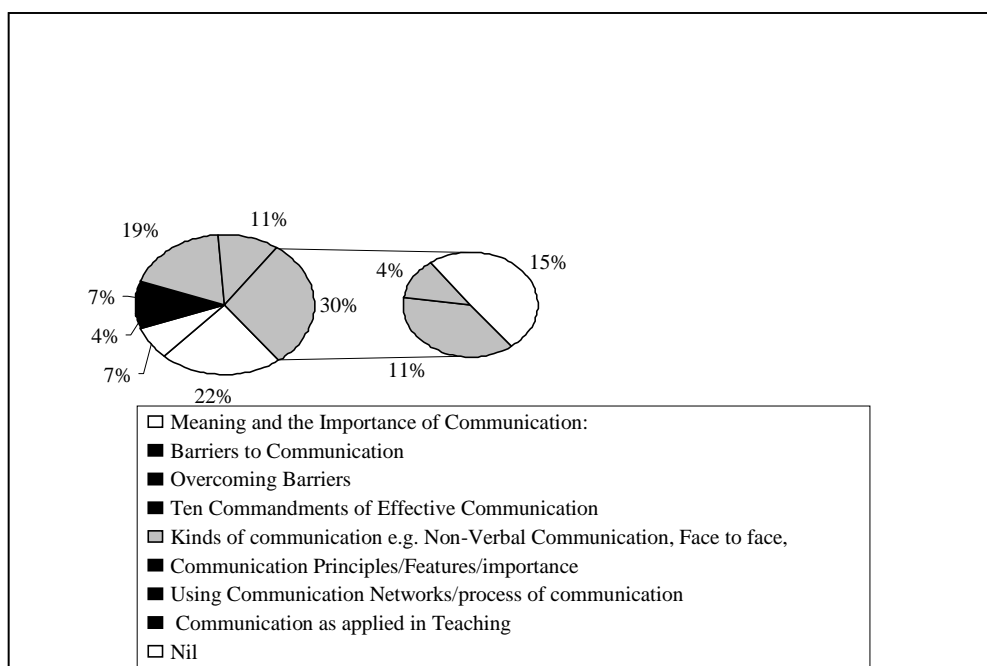 11%
19%
15%
4%
7%
30%
4%
7%
11%
22%
Meaning and the Importance of Communication:
Barriers to Communication
Overcoming Barriers
Ten Commandments of Effective Communication
Kinds of communication e.g. Non-Verbal Communication, Face to face,
Communication Principles/Features/importance
Using Communication Networks/process of communication
Communication as applied in Teaching
Nil